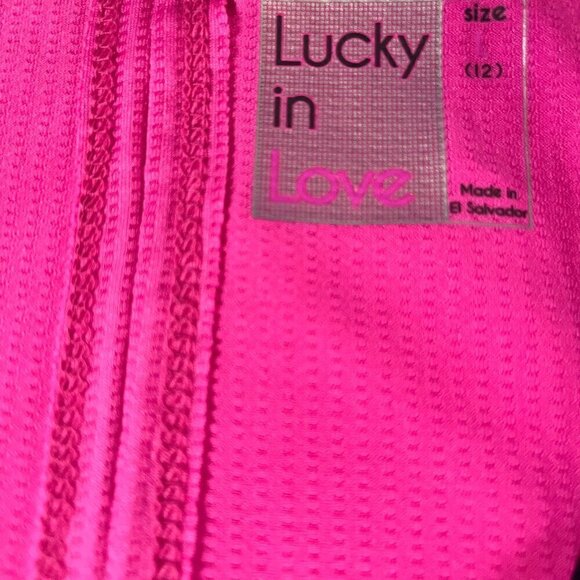 Lucky
in
Love
size
(12)
Made in
El Salvador